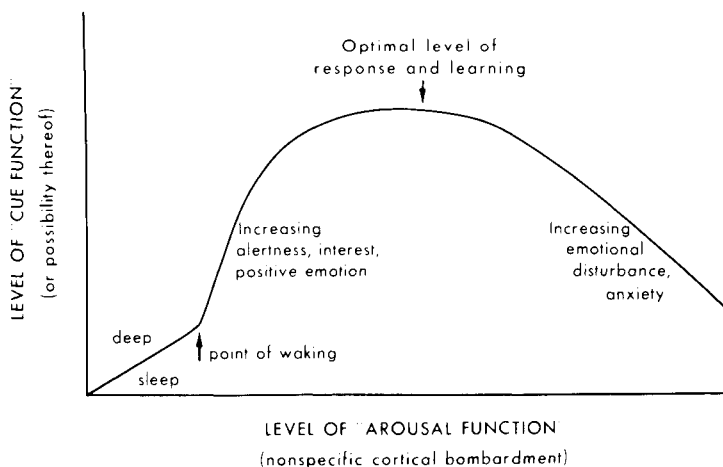 Optimal level of
response and learning
LEVEL OF "CUE FUNCTION"
(or possibility thereof)
Increasing
alertness, interest,
positive emotion
Increasing
emotional
disturbance,
anxiety
deep
sleep
point of waking
LEVEL OF "AROUSAL FUNCTION
(nonspecific cortical bombardment)